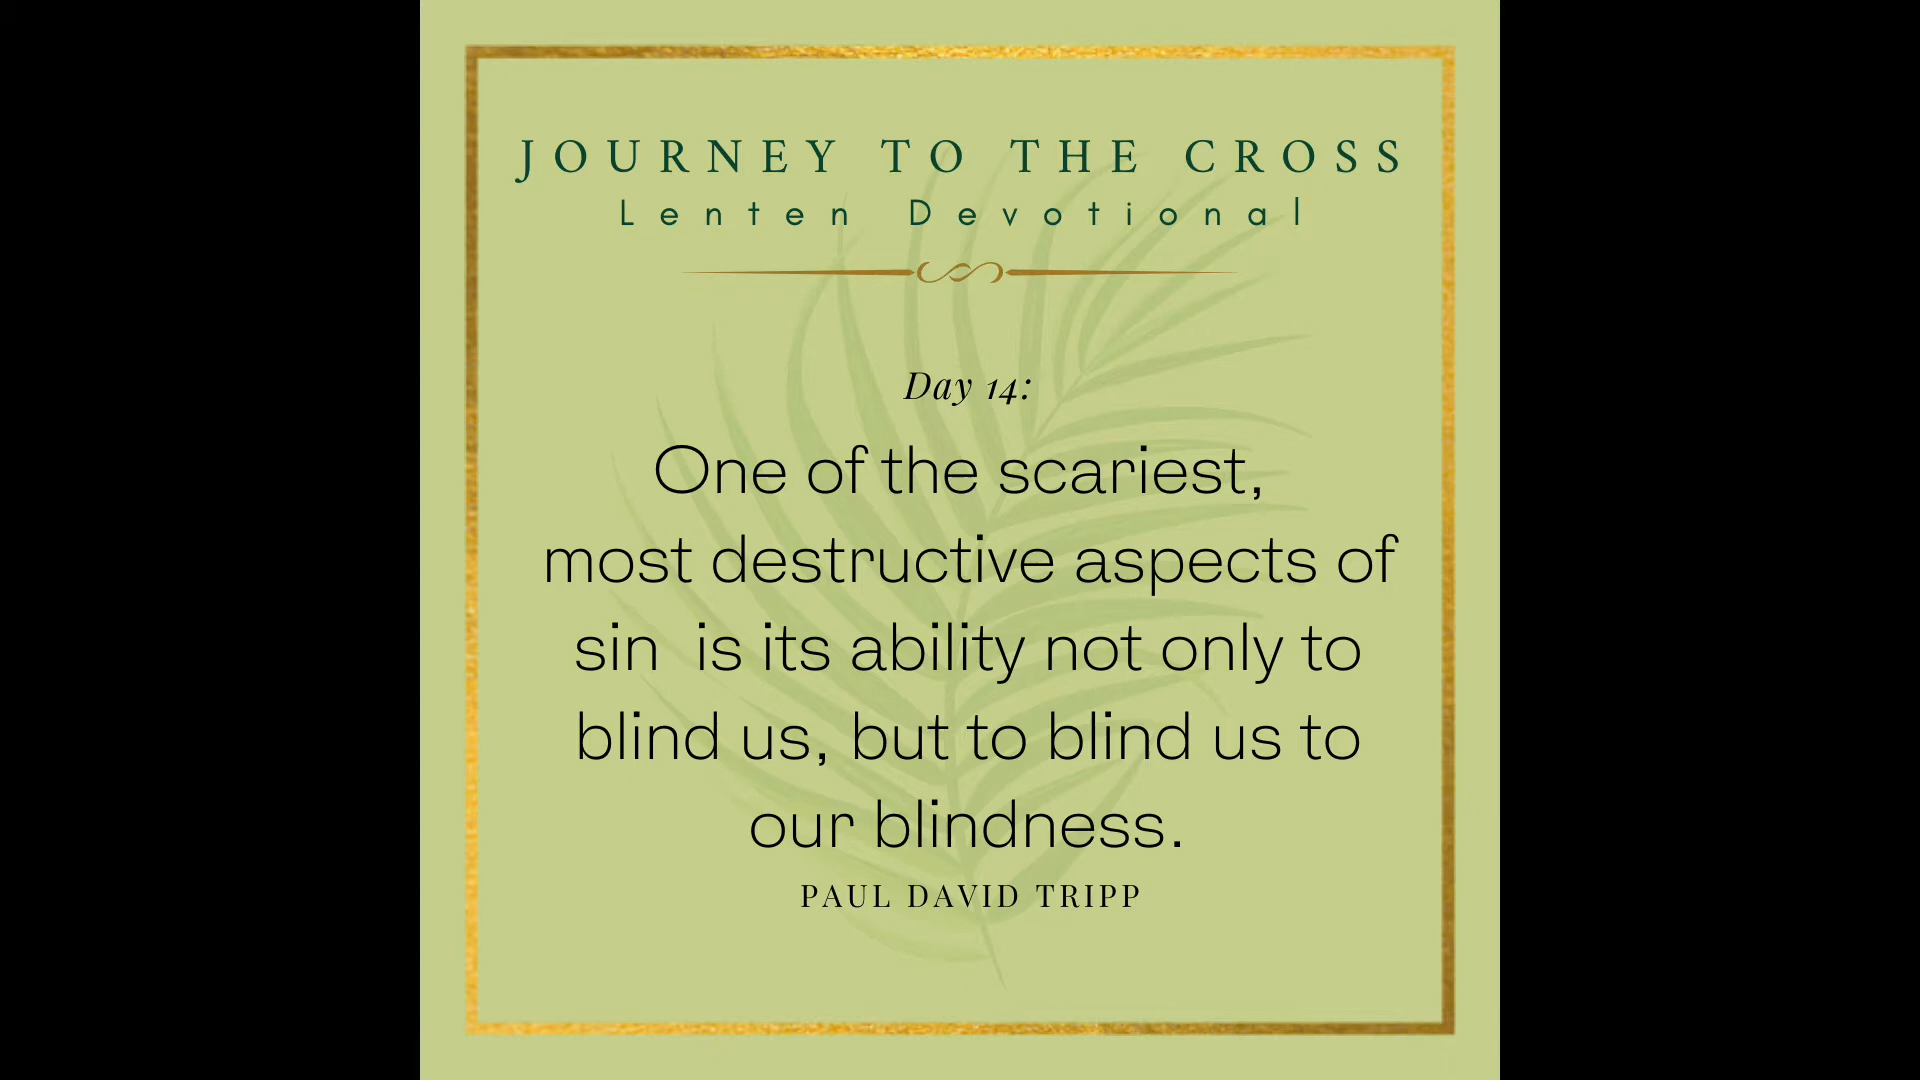 JOURNEY TO THE CROSS
Lenten Devotional
Day 14:
One of the scariest,
most destructive aspects of
sin  is its ability not only to
blind us, but to blind us to
our blindness.
PAUL DAVID TRIPP